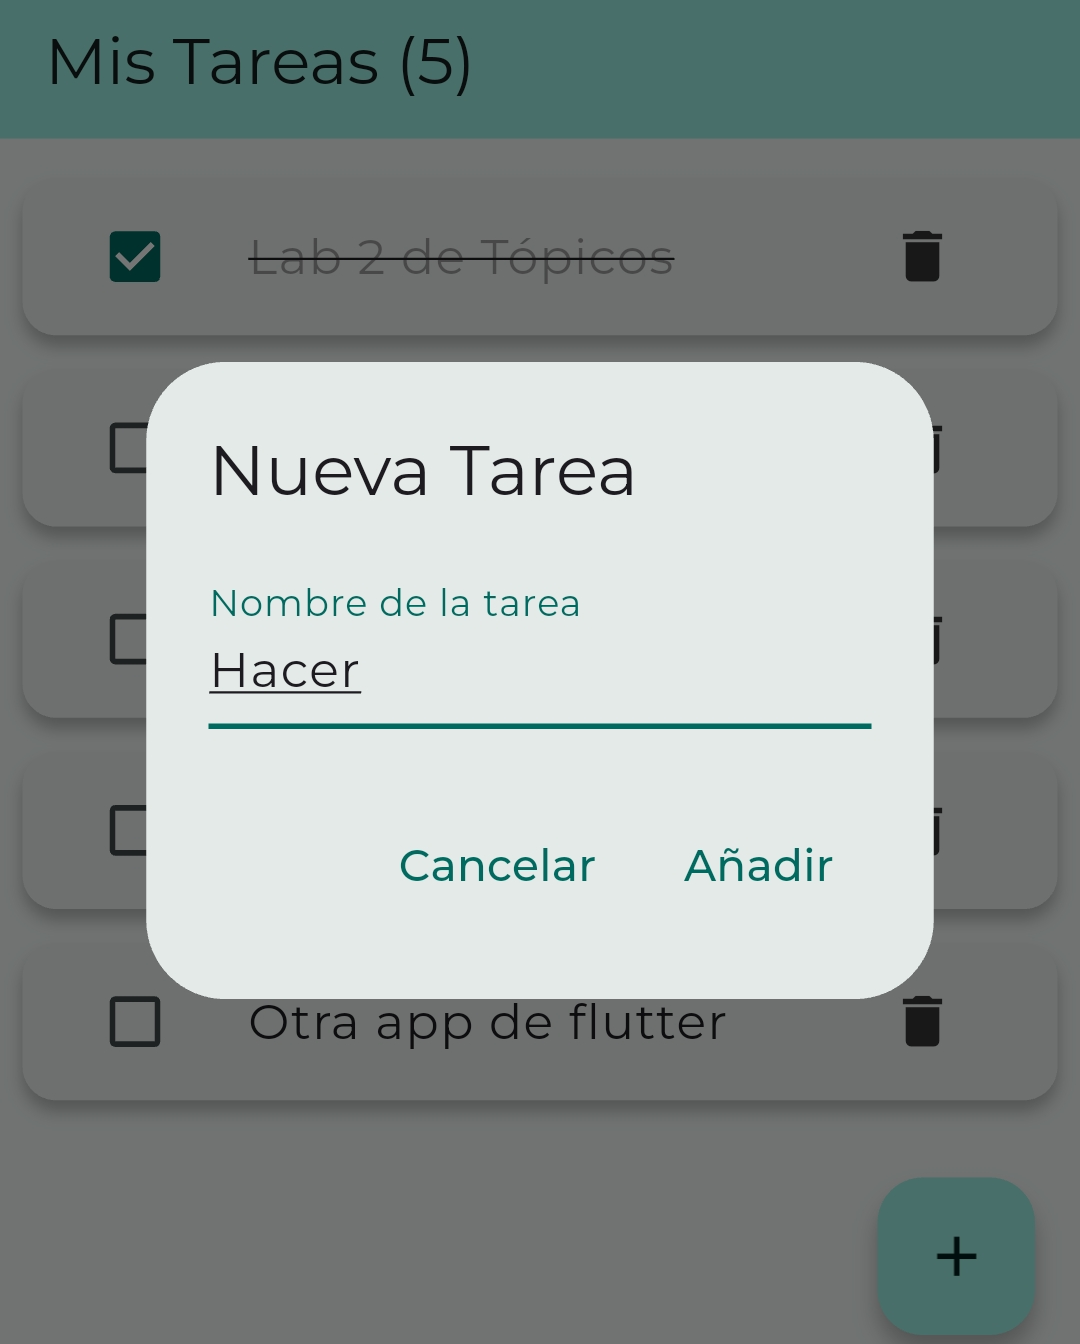 Mis Tareas (5)
Lab 2 de Tópicos
Nueva Tarea
Nombre de la tarea
Hacer
Cancelar Añadir
Otra app de flutter
+